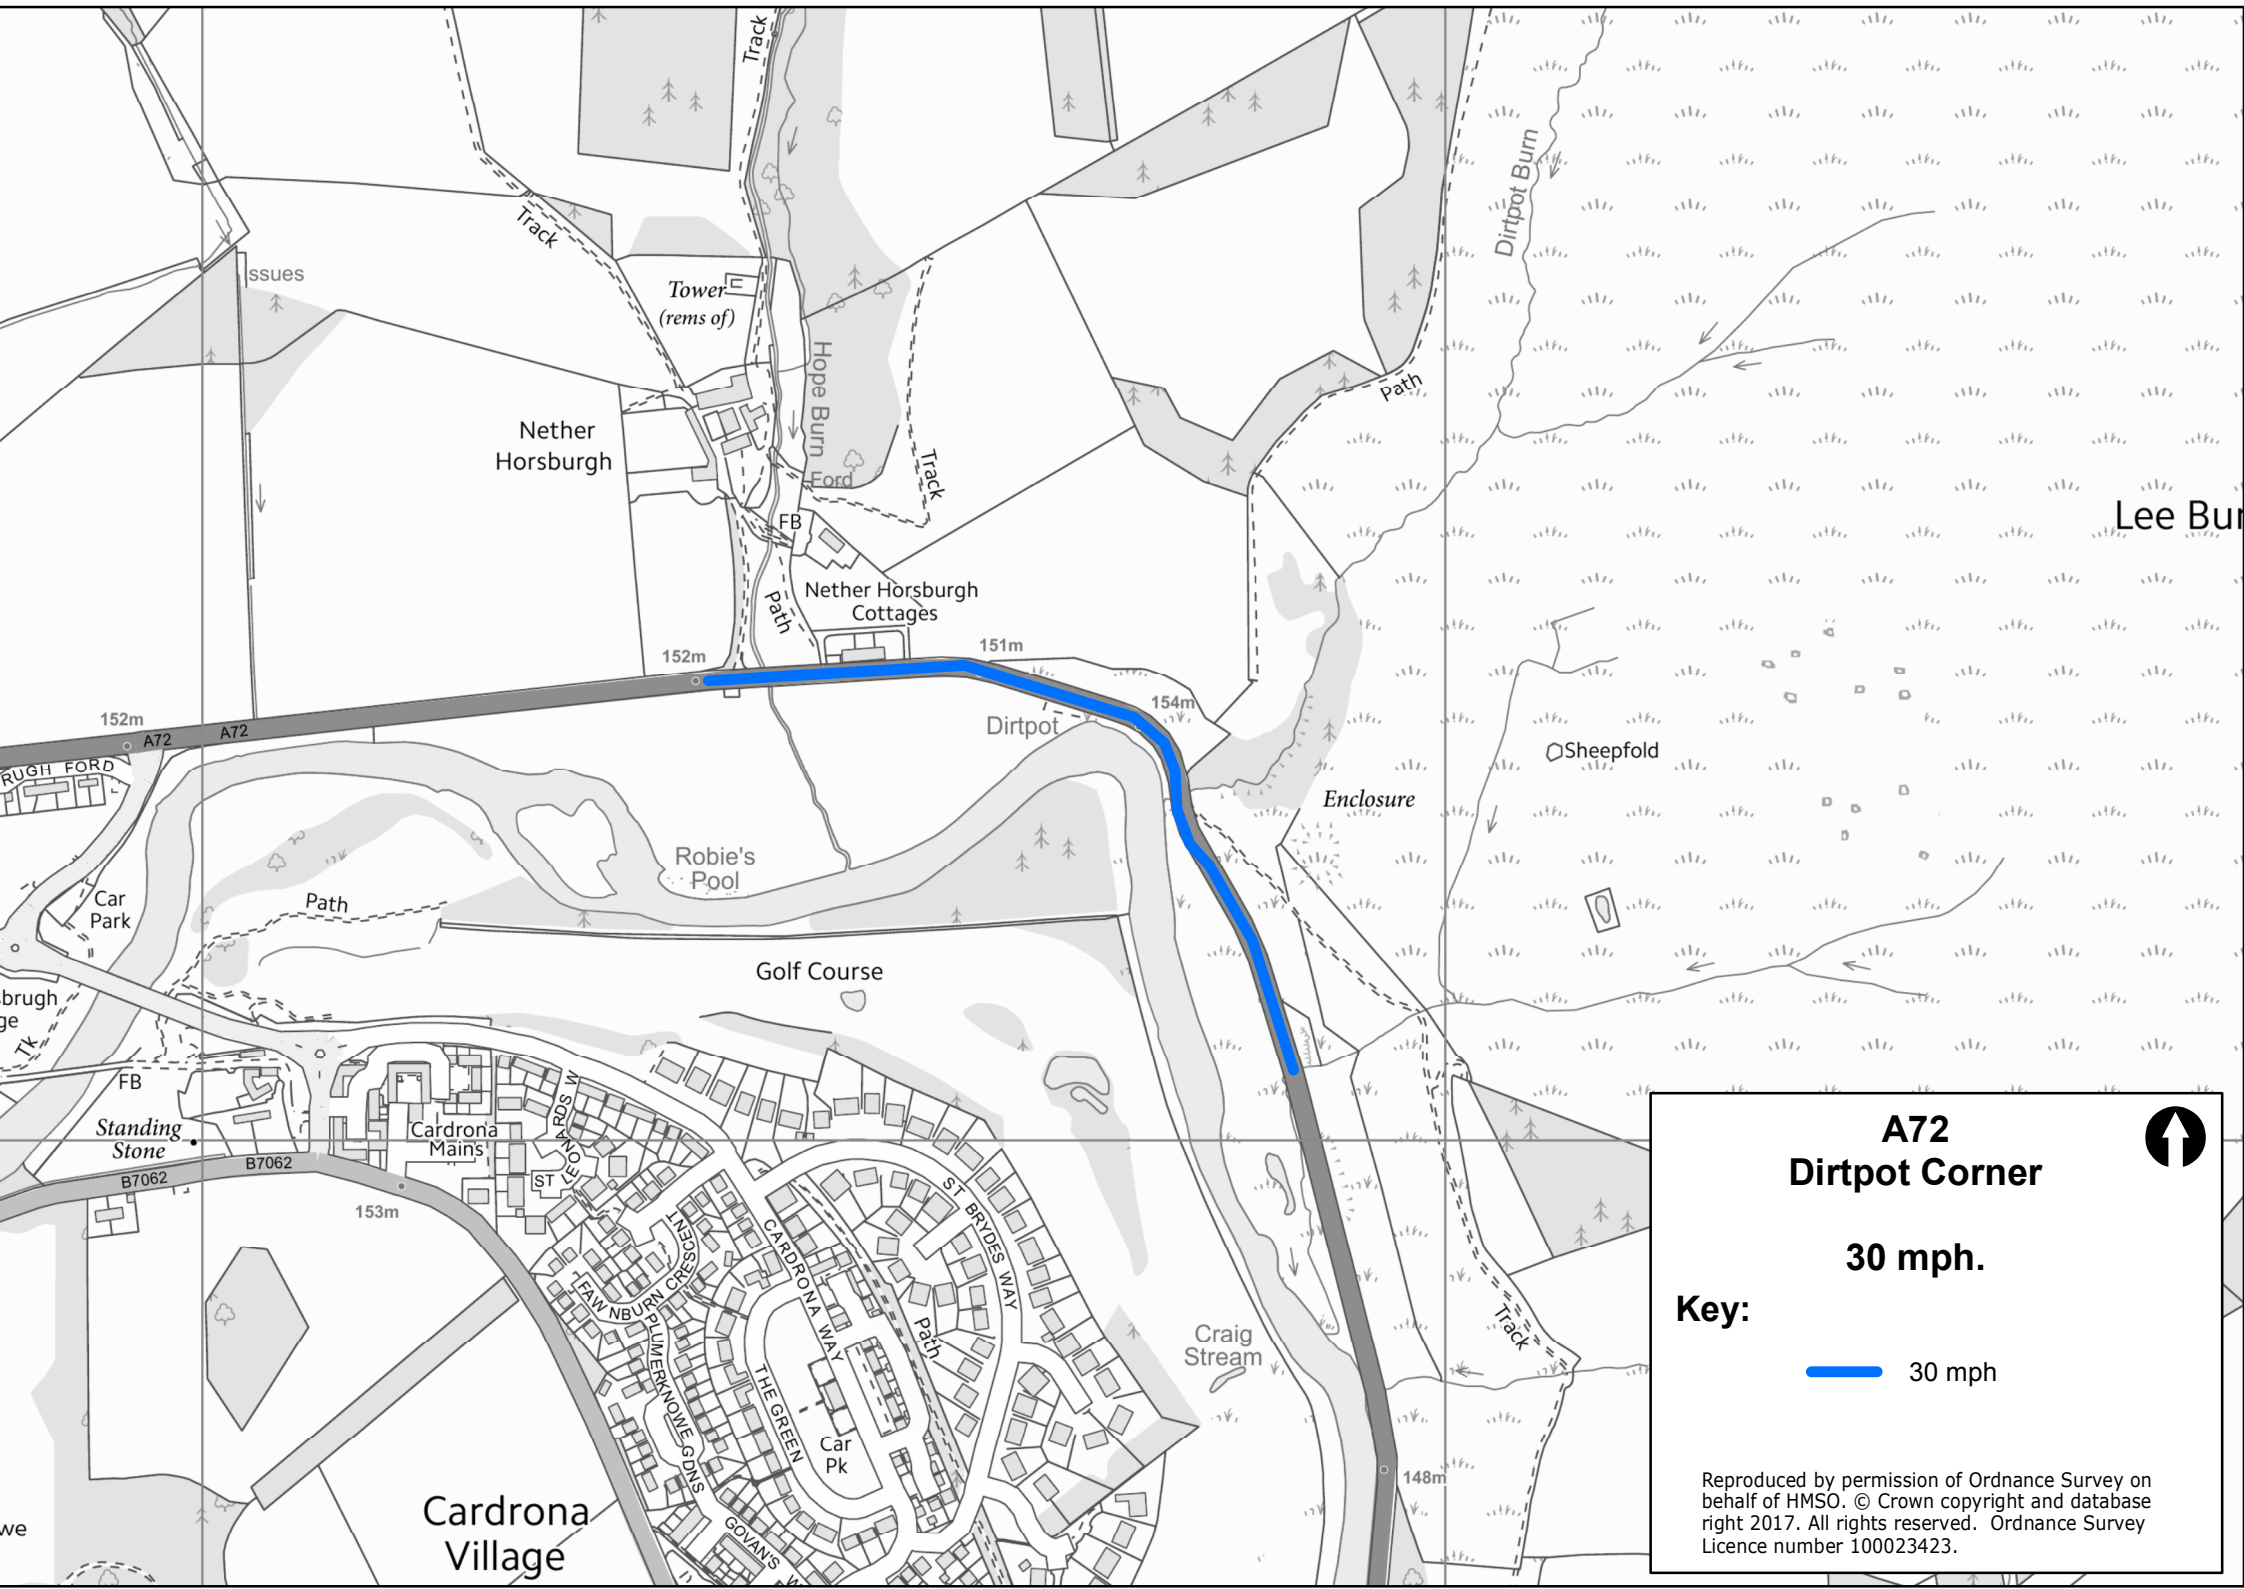 Track
Dirtpot Burn
Track
ssues
Tower
(rems of)
Hope Burn
Path
Nether
Horsburgh
Track
Ford
FB
Lee Bur
Nether Horsburgh
Cottages
Path
152m
151m
154m
152m
A72
A72
Dirtpot
Sheepfold
RUGH FORD
Enclosure
Robie's
Pool
Car
Park
Path
Golf Course
sbrugh
ge
Tk
FB
Standing
Stone
Cardrona
Mains
ST LEONARDS W
B7062
B7062
153m
ST BRYDES WAY
CARDRONA WAY
FAWNBURN CRESCENT
PLUMERKNOWE GDNS
THE GREEN
Path
Car
Pk
Craig
Stream
Track
148m
we
Cardrona
Village
GOVAN'S W
A72
Dirtpot Corner
30 mph.
Key:
30 mph
Reproduced by permission of Ordnance Survey on
behalf of HMSO. © Crown copyright and database
right 2017. All rights reserved. Ordnance Survey
Licence number 100023423.